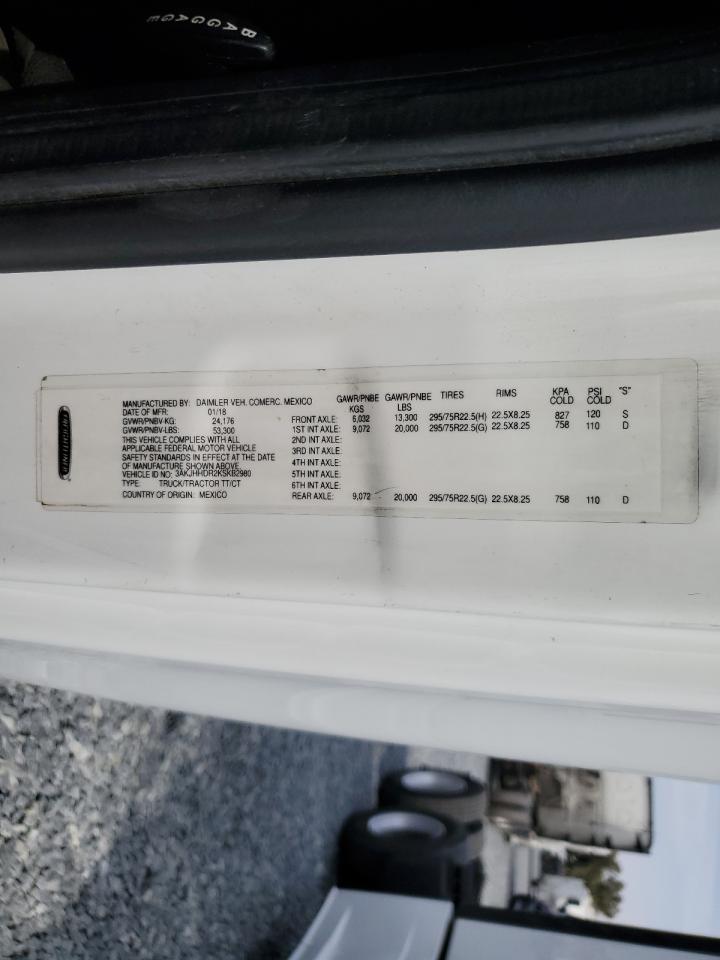 BAGGAGE
FREIGHTLINER
MANUFACTURED BY: DAIMLER VEH. COMERC. MEXICO
DATE OF MFR: 01/18
GVWR/PNBV-KG: 24,176
GVWR/PNBV-LBS: 53,300
THIS VEHICLE COMPLIES WITH ALL
APPLICABLE FEDERAL MOTOR VEHICLE
SAFETY STANDARDS IN EFFECT AT THE DATE
OF MANUFACTURE SHOWN ABOVE.
VEHICLE ID NO: 3AKJHHDR2KSKB2980
TYPE: TRUCK/TRACTOR TT/CT
COUNTRY OF ORIGIN: MEXICO
GAWR/PNBE KGS GAWR/PNBE LBS TIRES RIMS KPA COLD PSI COLD "S"
FRONT AXLE: 6,032 13,300 295/75R22.5(H) 22.5X8.25 827 120 S
1ST INT AXLE: 9,072 20,000 295/75R22.5(G) 22.5X8.25 758 110 D
2ND INT AXLE:
3RD INT AXLE:
4TH INT AXLE:
5TH INT AXLE:
6TH INT AXLE:
REAR AXLE: 9,072 20,000 295/75R22.5(G) 22.5X8.25 758 110 D